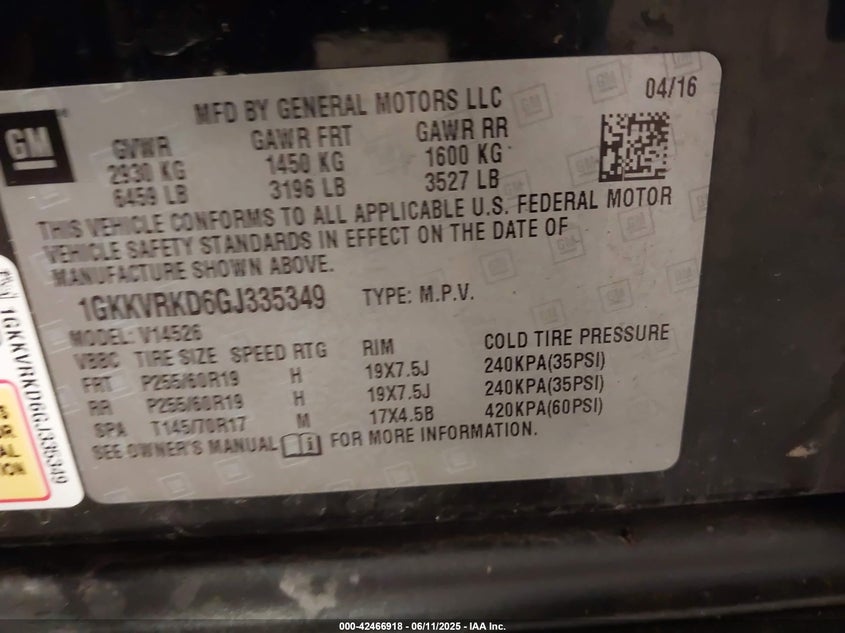 GM
MFD BY GENERAL MOTORS LLC
04/16
GVWR GAWR FRT GAWR RR
2930 KG 1450 KG 1600 KG
6459 LB 3196 LB 3527 LB
THIS VEHICLE CONFORMS TO ALL APPLICABLE U.S. FEDERAL MOTOR
VEHICLE SAFETY STANDARDS IN EFFECT ON THE DATE OF
MANUFACTURE SHOWN ABOVE.
1GKKVRKD6GJ335349 TYPE: M.P.V.
MODEL: V14526
VBBC TIRE SIZE SPEED RTG RIM COLD TIRE PRESSURE
FRT P255/60R19 H 19X7.5J 240KPA(35PSI)
RR P255/60R19 H 19X7.5J 240KPA(35PSI)
SPA T145/70R17 M 17X4.5B 420KPA(60PSI)
SEE OWNER'S MANUAL FOR MORE INFORMATION.
1GKKVRKD6GJ335349
000-42466918 - 06/11/2025 - IAA Inc.